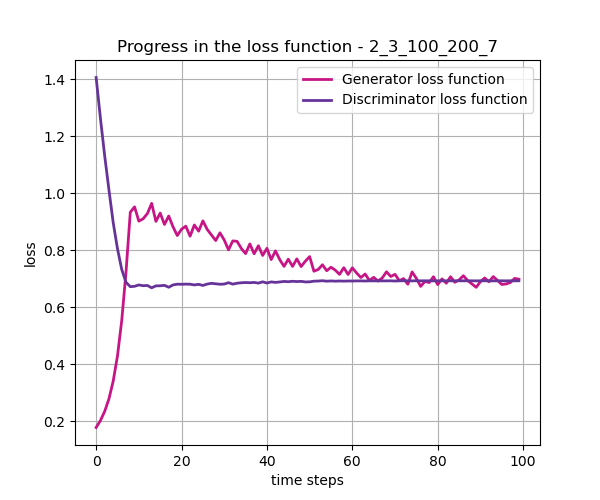 Progress in the loss function - 2_3_100_200_7
Generator loss function
Discriminator loss function
loss
1.4
1.2
1.0
0.8
0.6
0.4
0.2
0 20 40 60 80 100
time steps